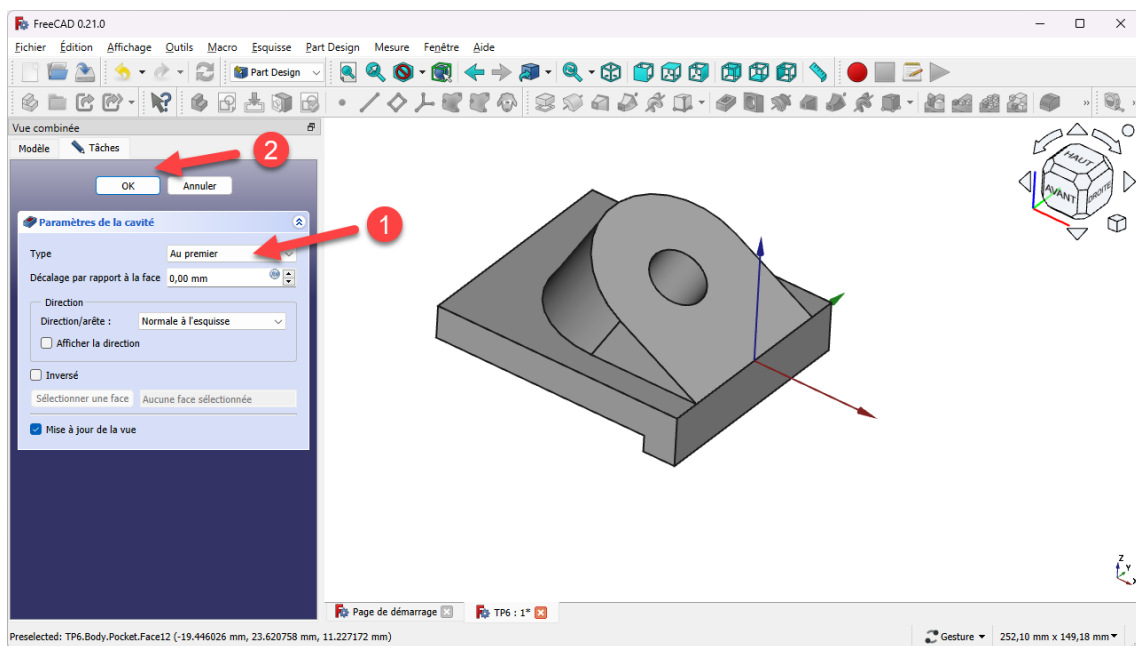 FreeCAD 0.21.0
Fichier Édition Affichage Outils Macro Esquisse Part Design Mesure Fenêtre Aide
Part Design
Vue combinée
Modèle Tâches
2
OK Annuler
1
Paramètres de la cavité
Type Au premier
Décalage par rapport à la face 0,00 mm
Direction
Direction/arête : Normale à l'esquisse
Afficher la direction
Inversé
Sélectionner une face Aucune face sélectionnée
Mise à jour de la vue
HAUT
AVANT
DROITE
Z
Y
X
Page de démarrage TP6 : 1*
Preselected: TP6.Body.Pocket.Face12 (-19.446026 mm, 23.620758 mm, 11.227172 mm)
Gesture 252,10 mm x 149,18 mm